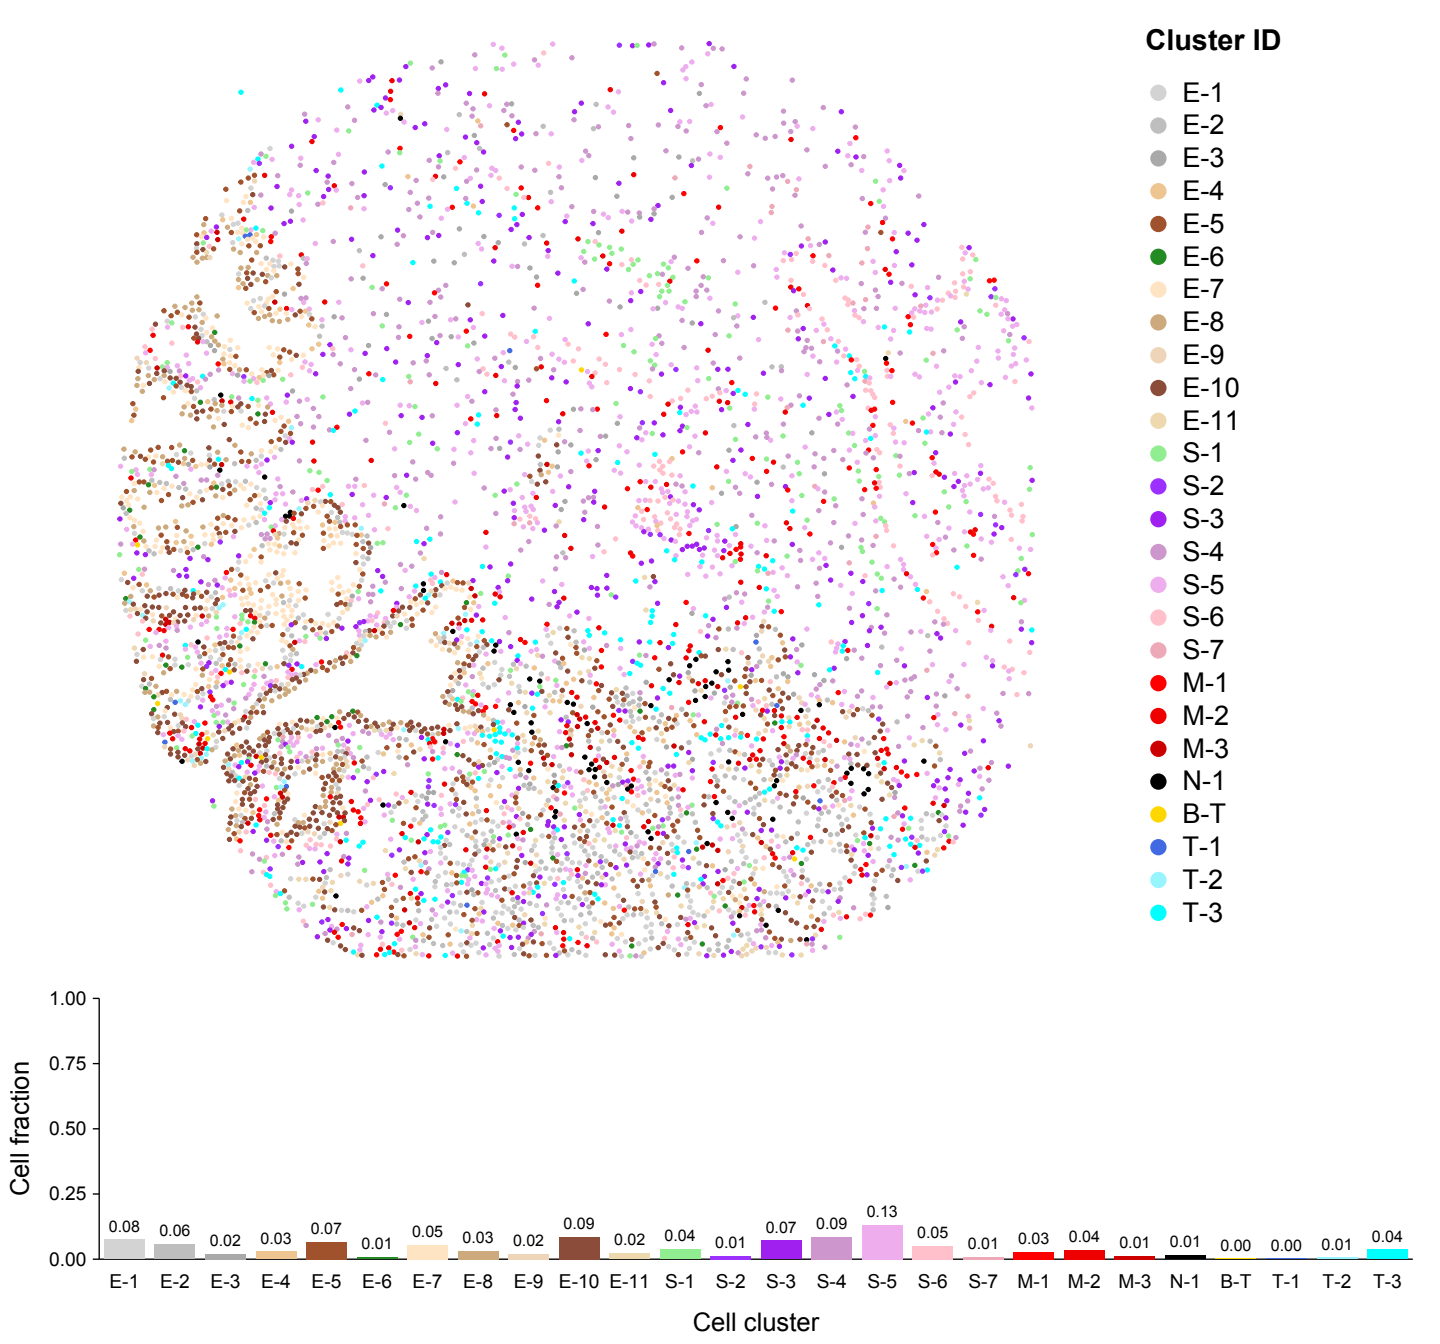 Cluster ID
E-1
E-2
E-3
E-4
E-5
E-6
E-7
E-8
E-9
E-10
E-11
S-1
S-2
S-3
S-4
S-5
S-6
S-7
M-1
M-2
M-3
N-1
B-T
T-1
T-2
T-3
1.00
0.75
0.50
0.25
0.00
Cell fraction
0.08 0.06 0.02 0.03 0.07 0.01 0.05 0.03 0.02 0.09 0.02 0.04 0.01 0.07 0.09 0.13 0.05 0.01 0.03 0.04 0.01 0.01 0.00 0.00 0.01 0.04
E-1 E-2 E-3 E-4 E-5 E-6 E-7 E-8 E-9 E-10 E-11 S-1 S-2 S-3 S-4 S-5 S-6 S-7 M-1 M-2 M-3 N-1 B-T T-1 T-2 T-3
Cell cluster